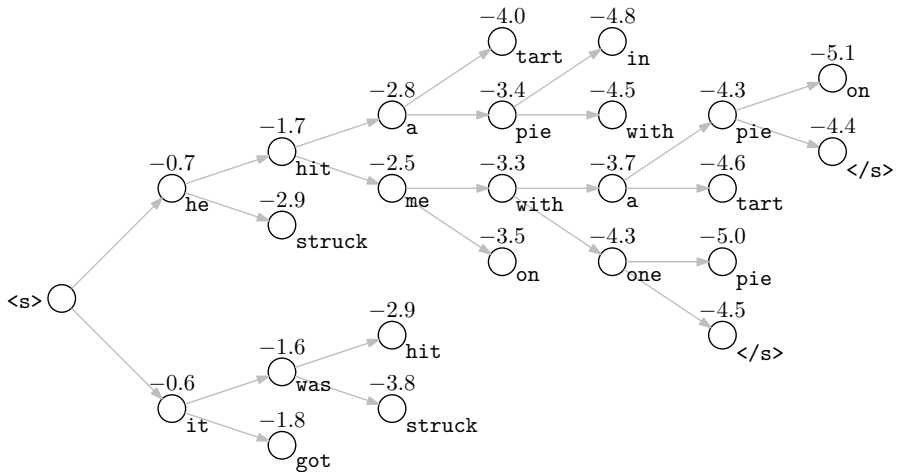 −4.0
tart
−4.8
in
−5.1
on
−2.8
a
−3.4
pie
−4.5
with
−4.3
pie
−4.4
</s>
−1.7
hit
−0.7
he
−2.5
me
−3.3
with
−3.7
a
−4.6
tart
−2.9
struck
−3.5
on
−4.3
one
−5.0
pie
<s>
−4.5
</s>
−2.9
hit
−1.6
was
−0.6
it
−3.8
struck
−1.8
got